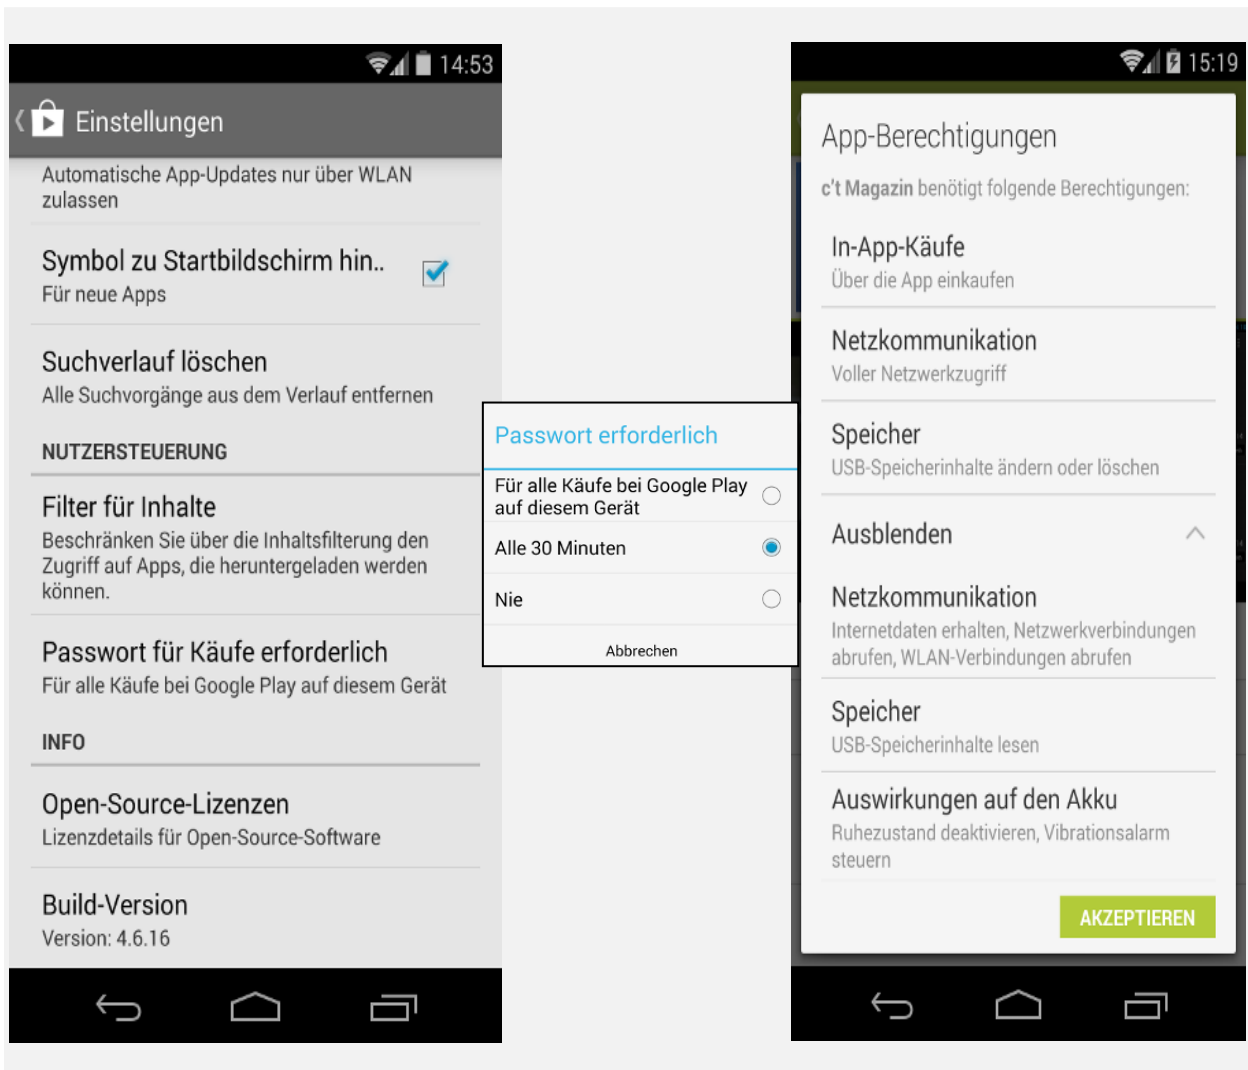 14:53
Einstellungen
Automatische App-Updates nur über WLAN
zulassen
Symbol zu Startbildschirm hin..
Für neue Apps
Suchverlauf löschen
Alle Suchvorgänge aus dem Verlauf entfernen
NUTZERSTEUERUNG
Filter für Inhalte
Beschränken Sie über die Inhaltsfilterung den
Zugriff auf Apps, die heruntergeladen werden
können.
Passwort für Käufe erforderlich
Für alle Käufe bei Google Play auf diesem Gerät
INFO
Open-Source-Lizenzen
Lizenzdetails für Open-Source-Software
Build-Version
Version: 4.6.16
Passwort erforderlich
Für alle Käufe bei Google Play
auf diesem Gerät
Alle 30 Minuten
Nie
Abbrechen
15:19
App-Berechtigungen
c't Magazin benötigt folgende Berechtigungen:
In-App-Käufe
Über die App einkaufen
Netzkommunikation
Voller Netzwerkzugriff
Speicher
USB-Speicherinhalte ändern oder löschen
Ausblenden
Netzkommunikation
Internetdaten erhalten, Netzwerkverbindungen
abrufen, WLAN-Verbindungen abrufen
Speicher
USB-Speicherinhalte lesen
Auswirkungen auf den Akku
Ruhezustand deaktivieren, Vibrationsalarm
steuern
AKZEPTIEREN